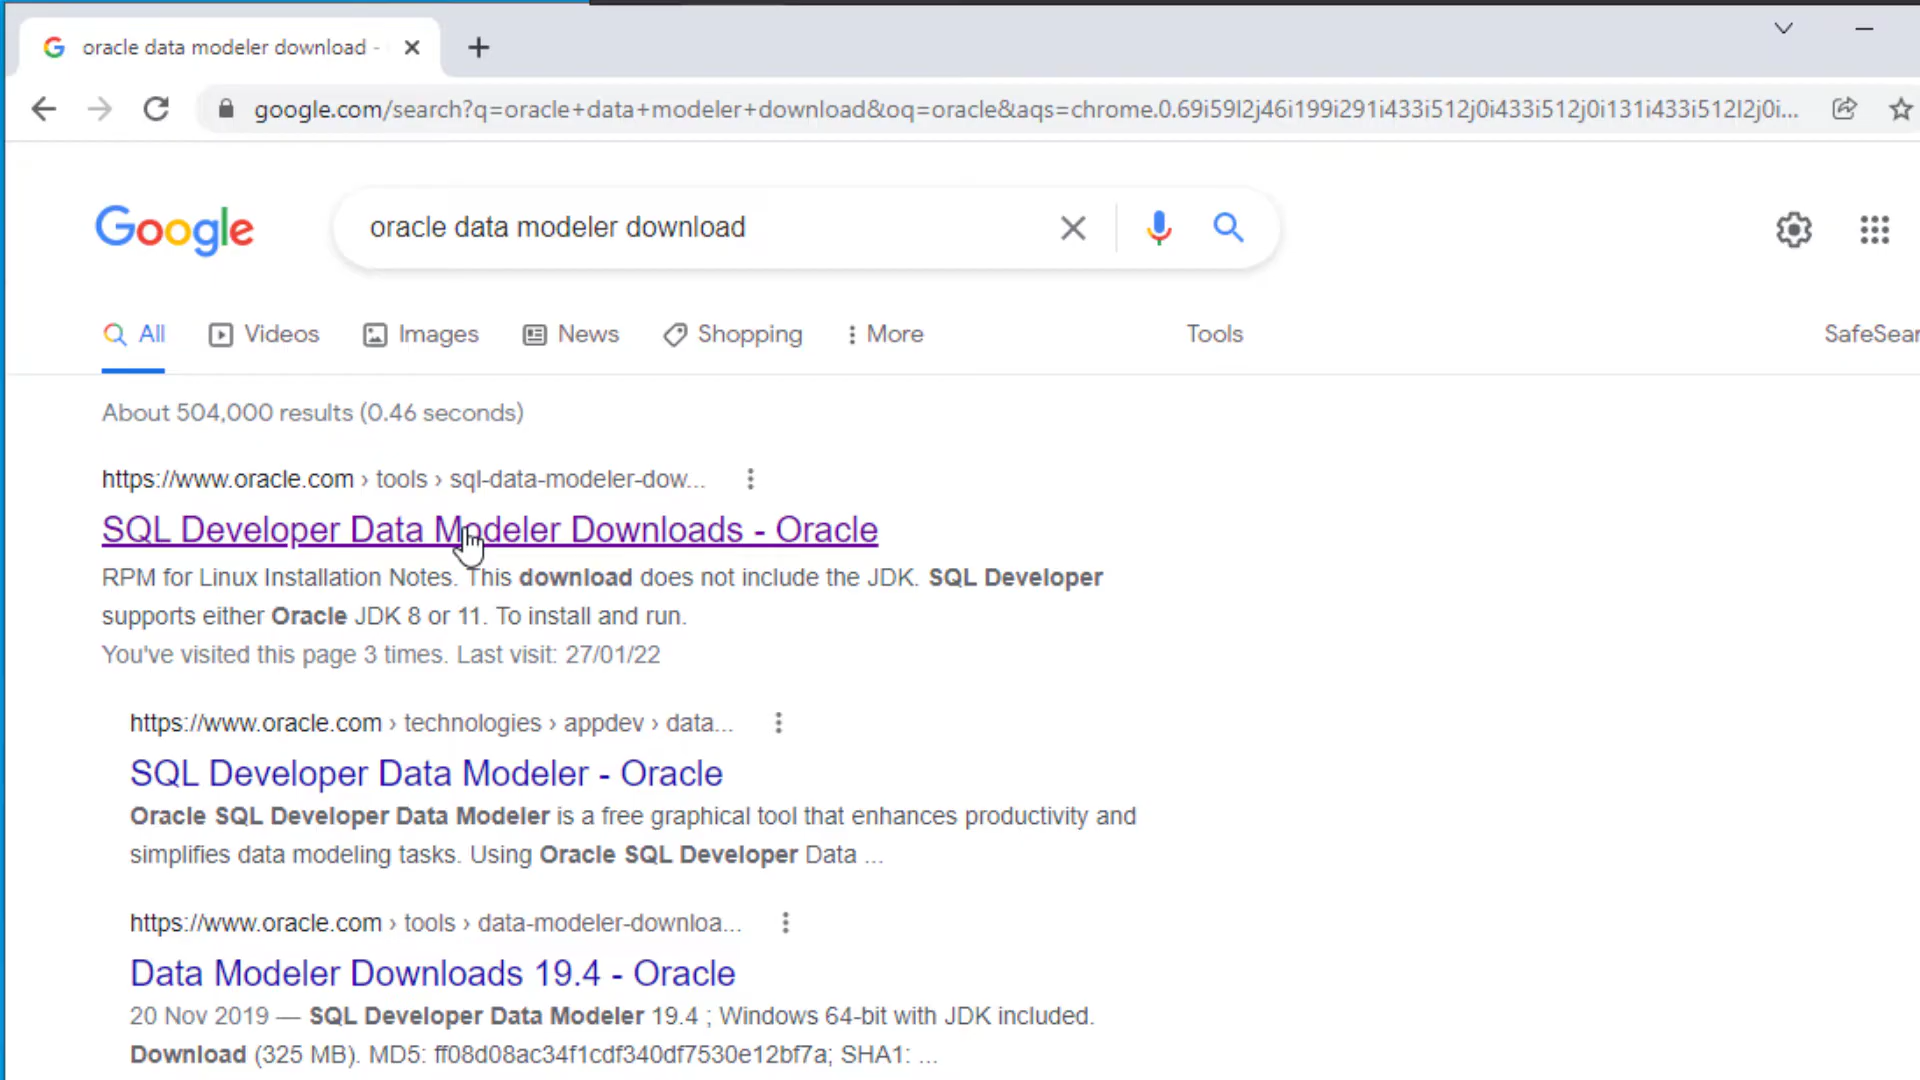 oracle data modeler download -
google.com/search?q=oracle+data+modeler+download&oq=oracle&aqs=chrome.0.69i59l2j46i199i291i433i512j0i433i512j0i131i433i512l2j0i...
Google
oracle data modeler download
All Videos Images News Shopping More Tools SafeSear
About 504,000 results (0.46 seconds)
https://www.oracle.com › tools › sql-data-modeler-dow...
SQL Developer Data Modeler Downloads - Oracle
RPM for Linux Installation Notes. This download does not include the JDK. SQL Developer
supports either Oracle JDK 8 or 11. To install and run.
You've visited this page 3 times. Last visit: 27/01/22
https://www.oracle.com › technologies › appdev › data...
SQL Developer Data Modeler - Oracle
Oracle SQL Developer Data Modeler is a free graphical tool that enhances productivity and
simplifies data modeling tasks. Using Oracle SQL Developer Data ...
https://www.oracle.com › tools › data-modeler-downloa...
Data Modeler Downloads 19.4 - Oracle
20 Nov 2019 — SQL Developer Data Modeler 19.4 ; Windows 64-bit with JDK included.
Download (325 MB). MD5: ff08d08ac34f1cdf340df7530e12bf7a; SHA1: ...